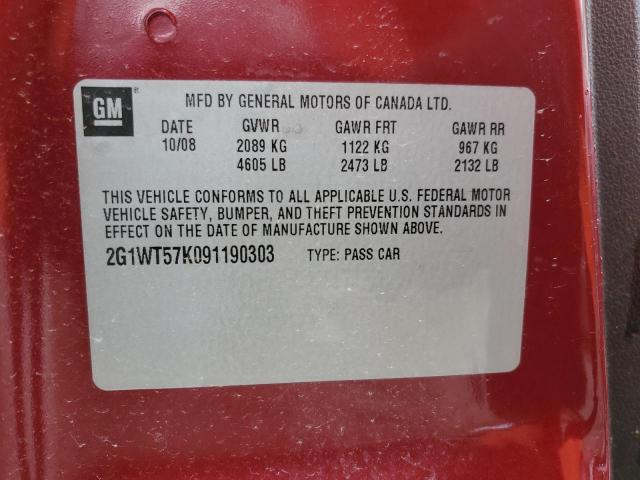 GM
MFD BY GENERAL MOTORS OF CANADA LTD.
DATE GVWR GAWR FRT GAWR RR
10/08 2089 KG 1122 KG 967 KG
4605 LB 2473 LB 2132 LB
THIS VEHICLE CONFORMS TO ALL APPLICABLE U.S. FEDERAL MOTOR
VEHICLE SAFETY, BUMPER, AND THEFT PREVENTION STANDARDS IN
EFFECT ON THE DATE OF MANUFACTURE SHOWN ABOVE.
2G1WT57K091190303 TYPE: PASS CAR